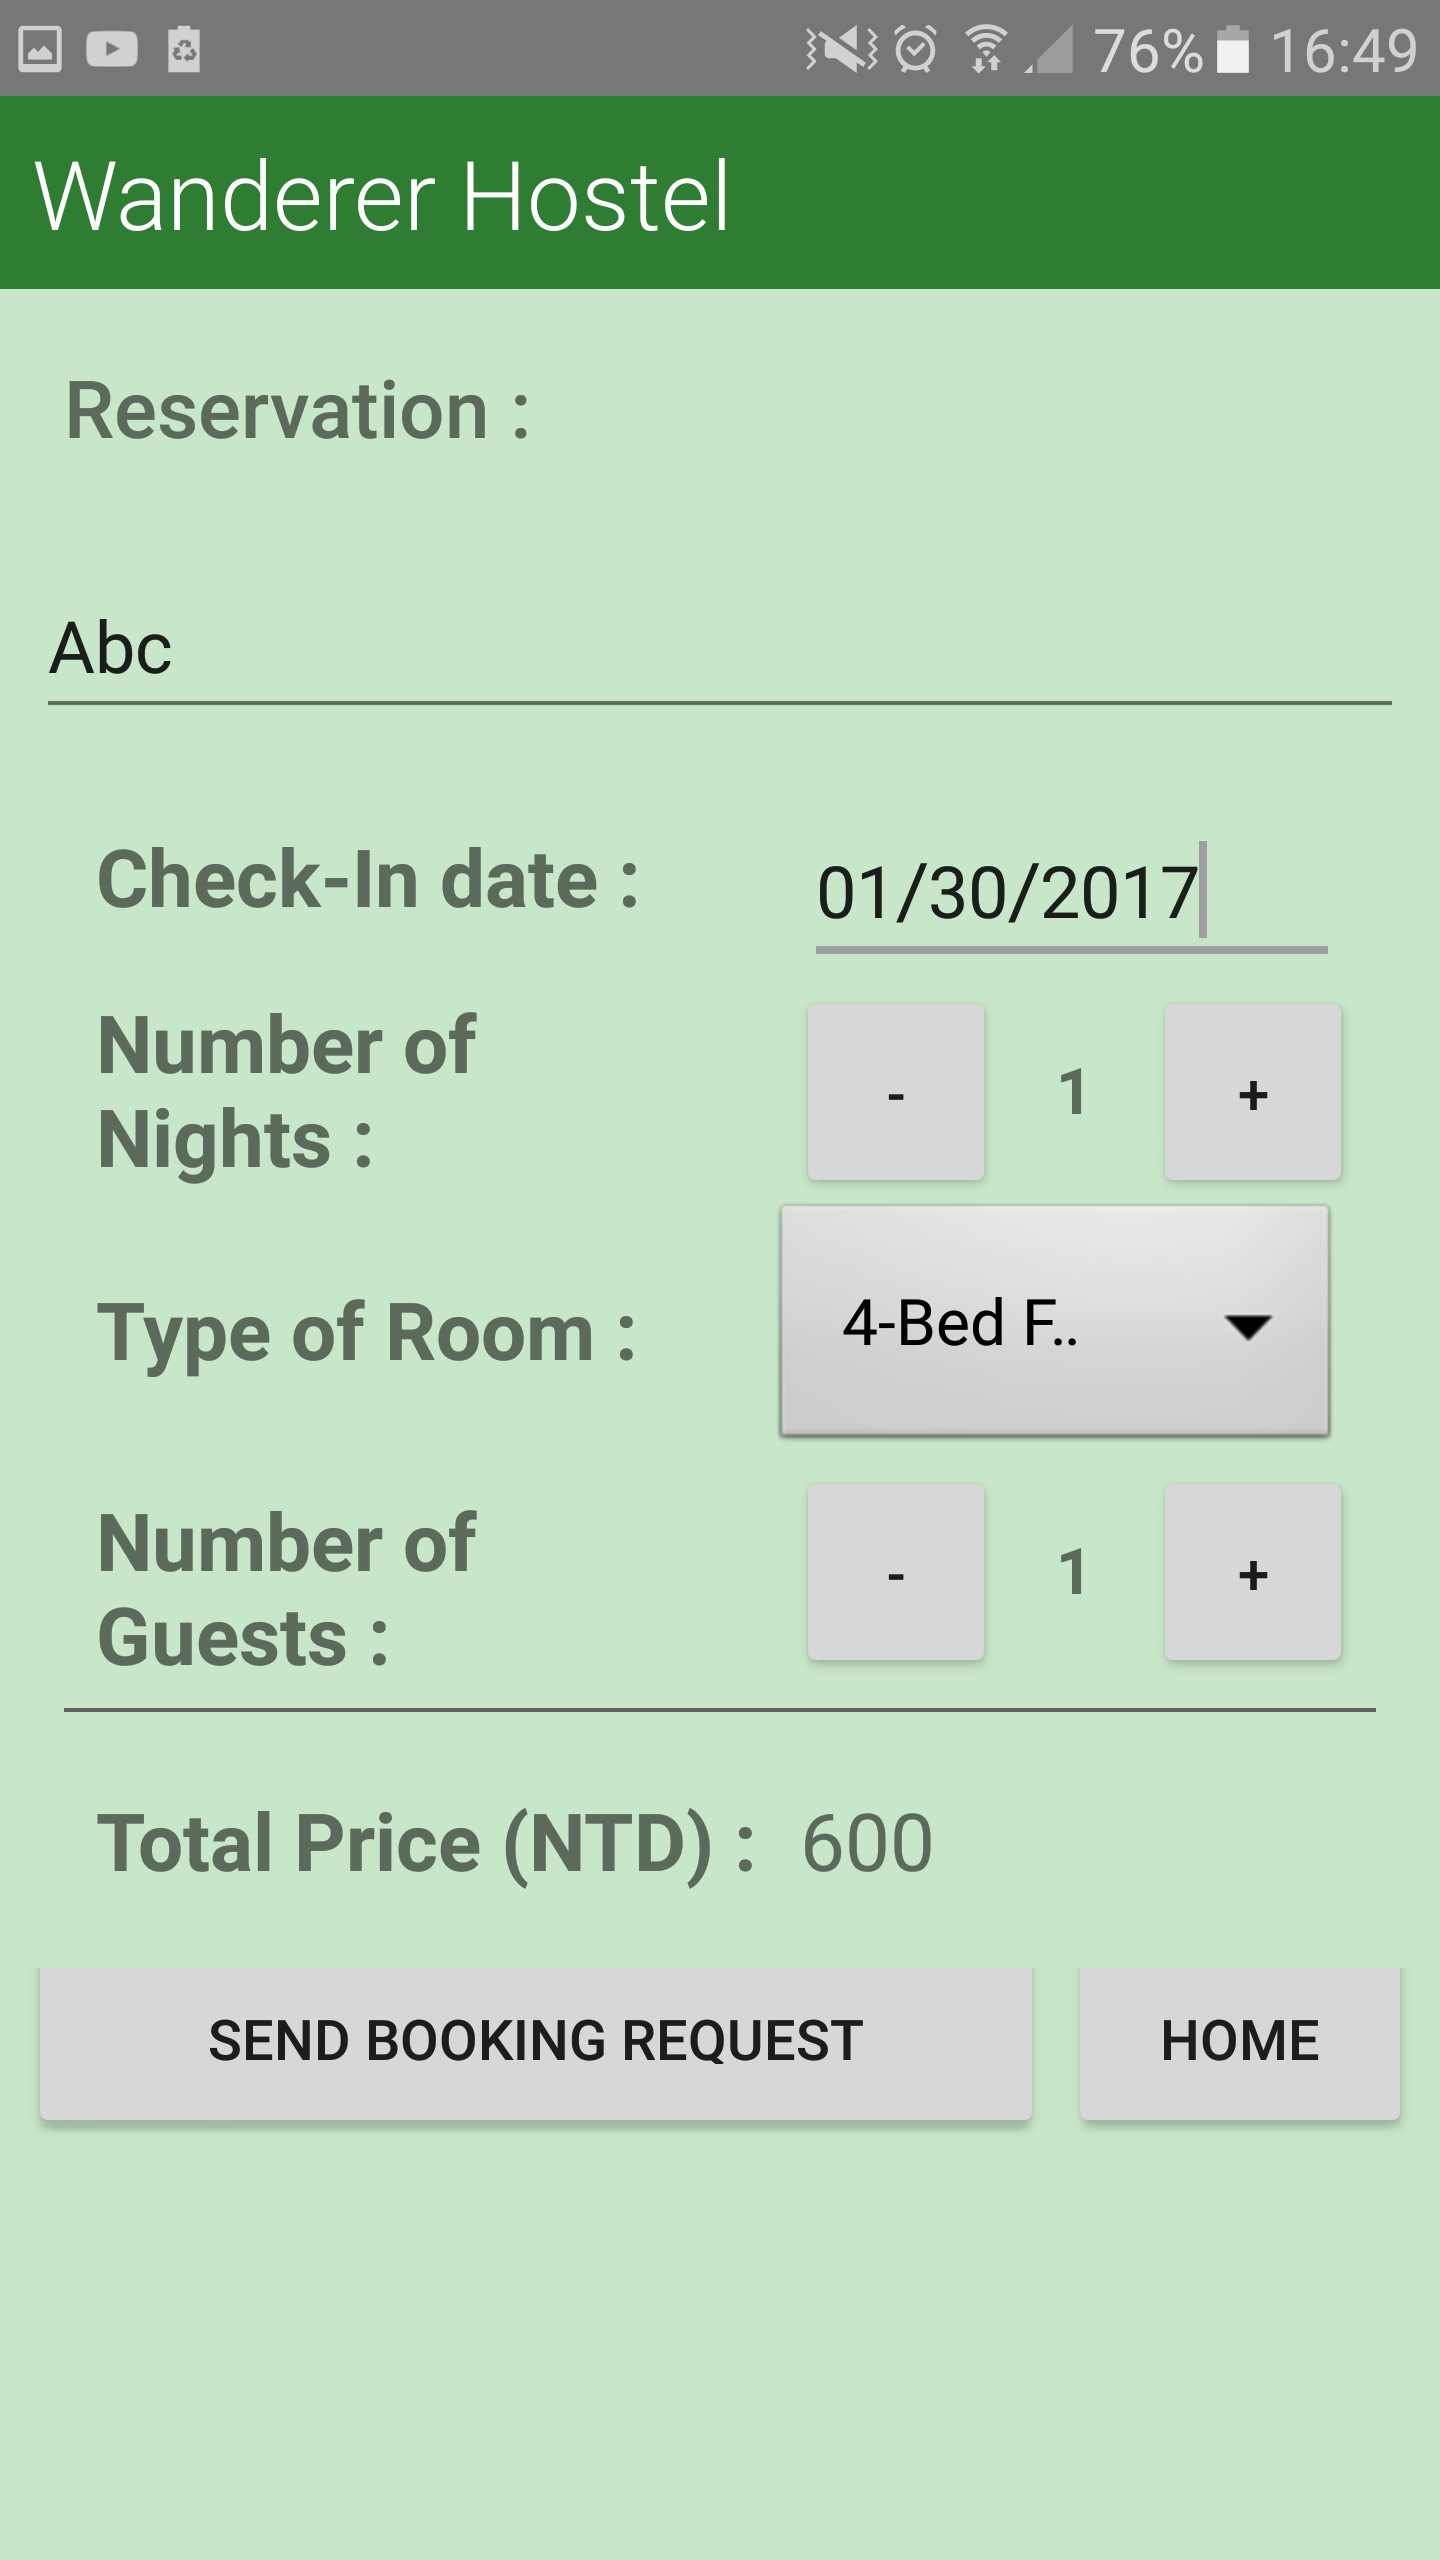 76% 16:49
Wanderer Hostel
Reservation :
Abc
Check-In date : 01/30/2017
Number of
Nights :
- 1 +
Type of Room : 4-Bed F..
Number of
Guests :
- 1 +
Total Price (NTD) : 600
SEND BOOKING REQUEST HOME